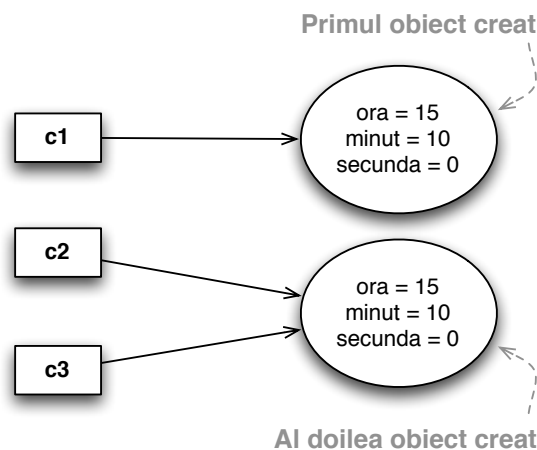 Primul obiect creat
c1
ora = 15
minut = 10
secunda = 0
c2
c3
ora = 15
minut = 10
secunda = 0
Al doilea obiect creat